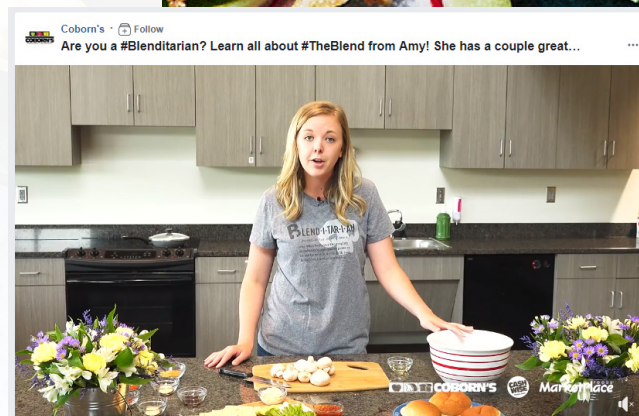 Coborn's · Follow
Are you a #Blenditarian? Learn all about #TheBlend from Amy! She has a couple great…
BLEND·I·TAR·I·AN
COBORN'S CASH WISE MarketPlace